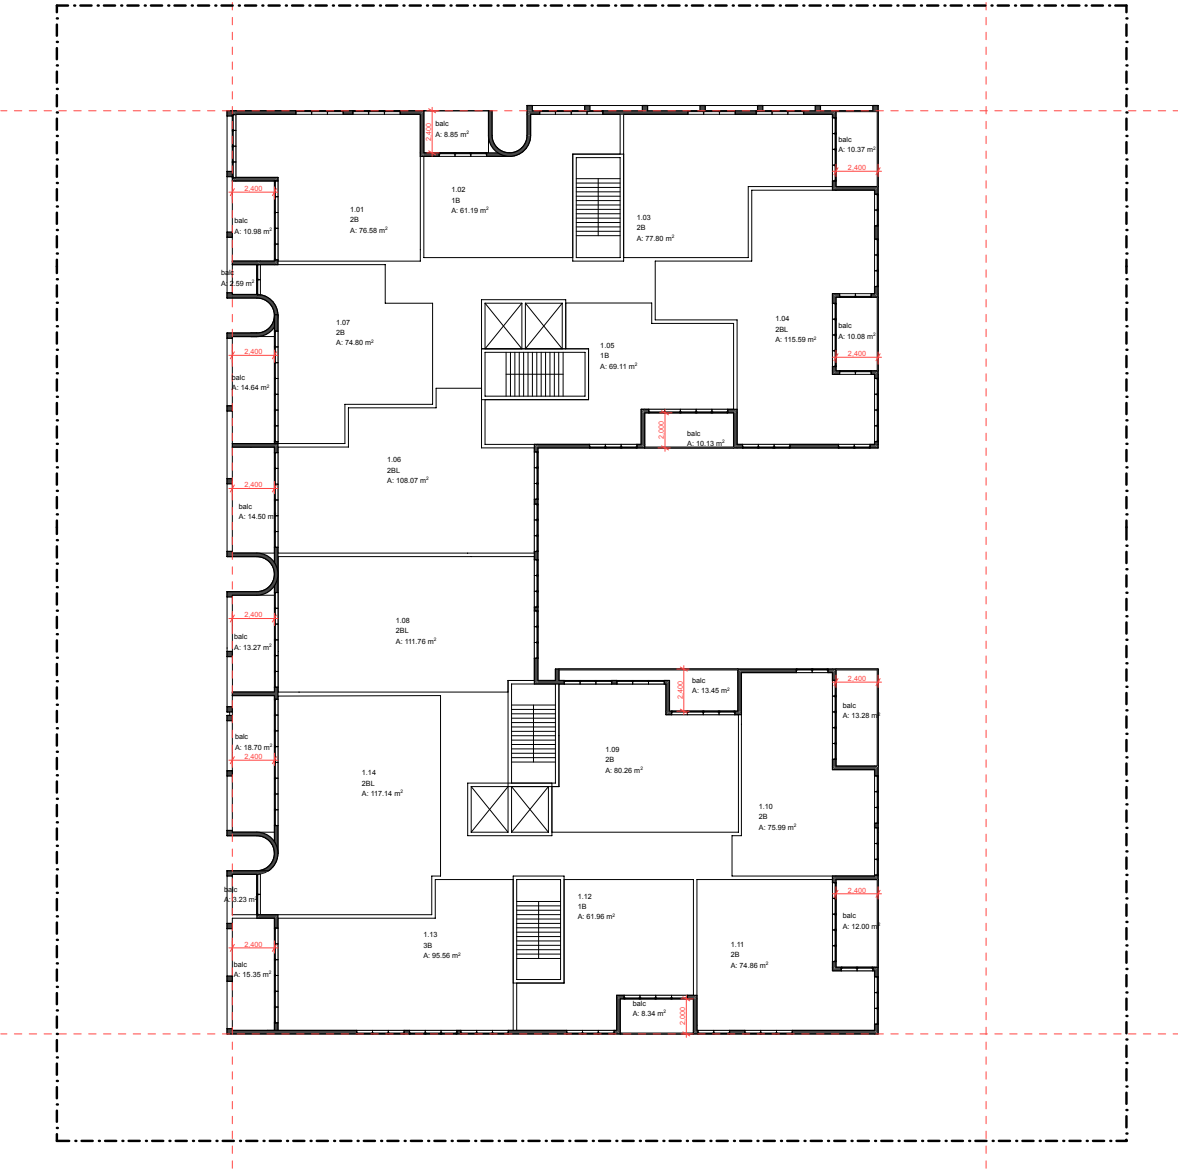 2,400
balc
A: 8.85 m²
balc
A: 10.37 m²
2,400
2,400
balc
A: 10.98 m²
1.01
2B
A: 76.58 m²
1.02
1B
A: 61.19 m²
1.03
2B
A: 77.80 m²
balc
A: 2.59 m²
1.07
2B
A: 74.80 m²
1.05
1B
A: 69.11 m²
1.04
2BL
A: 115.59 m²
balc
A: 10.08 m²
2,400
2,400
balc
A: 14.64 m²
2,000
balc
A: 10.13 m²
1.06
2BL
A: 108.07 m²
2,400
balc
A: 14.50 m
2,400
balc
A: 13.27 m²
1.08
2BL
A: 111.76 m²
2,400
balc
A: 13.45 m²
2,400
balc
A: 13.28 m²
balc
A: 18.70 m²
2,400
1.14
2BL
A: 117.14 m²
1.09
2B
A: 80.26 m²
1.10
2B
A: 75.99 m²
balc
A: 3.23 m²
2,400
balc
A: 12.00 m²
1.12
1B
A: 61.96 m²
1.13
3B
A: 95.56 m²
1.11
2B
A: 74.86 m²
2,400
balc
A: 15.35 m²
balc
A: 8.34 m²
2,000